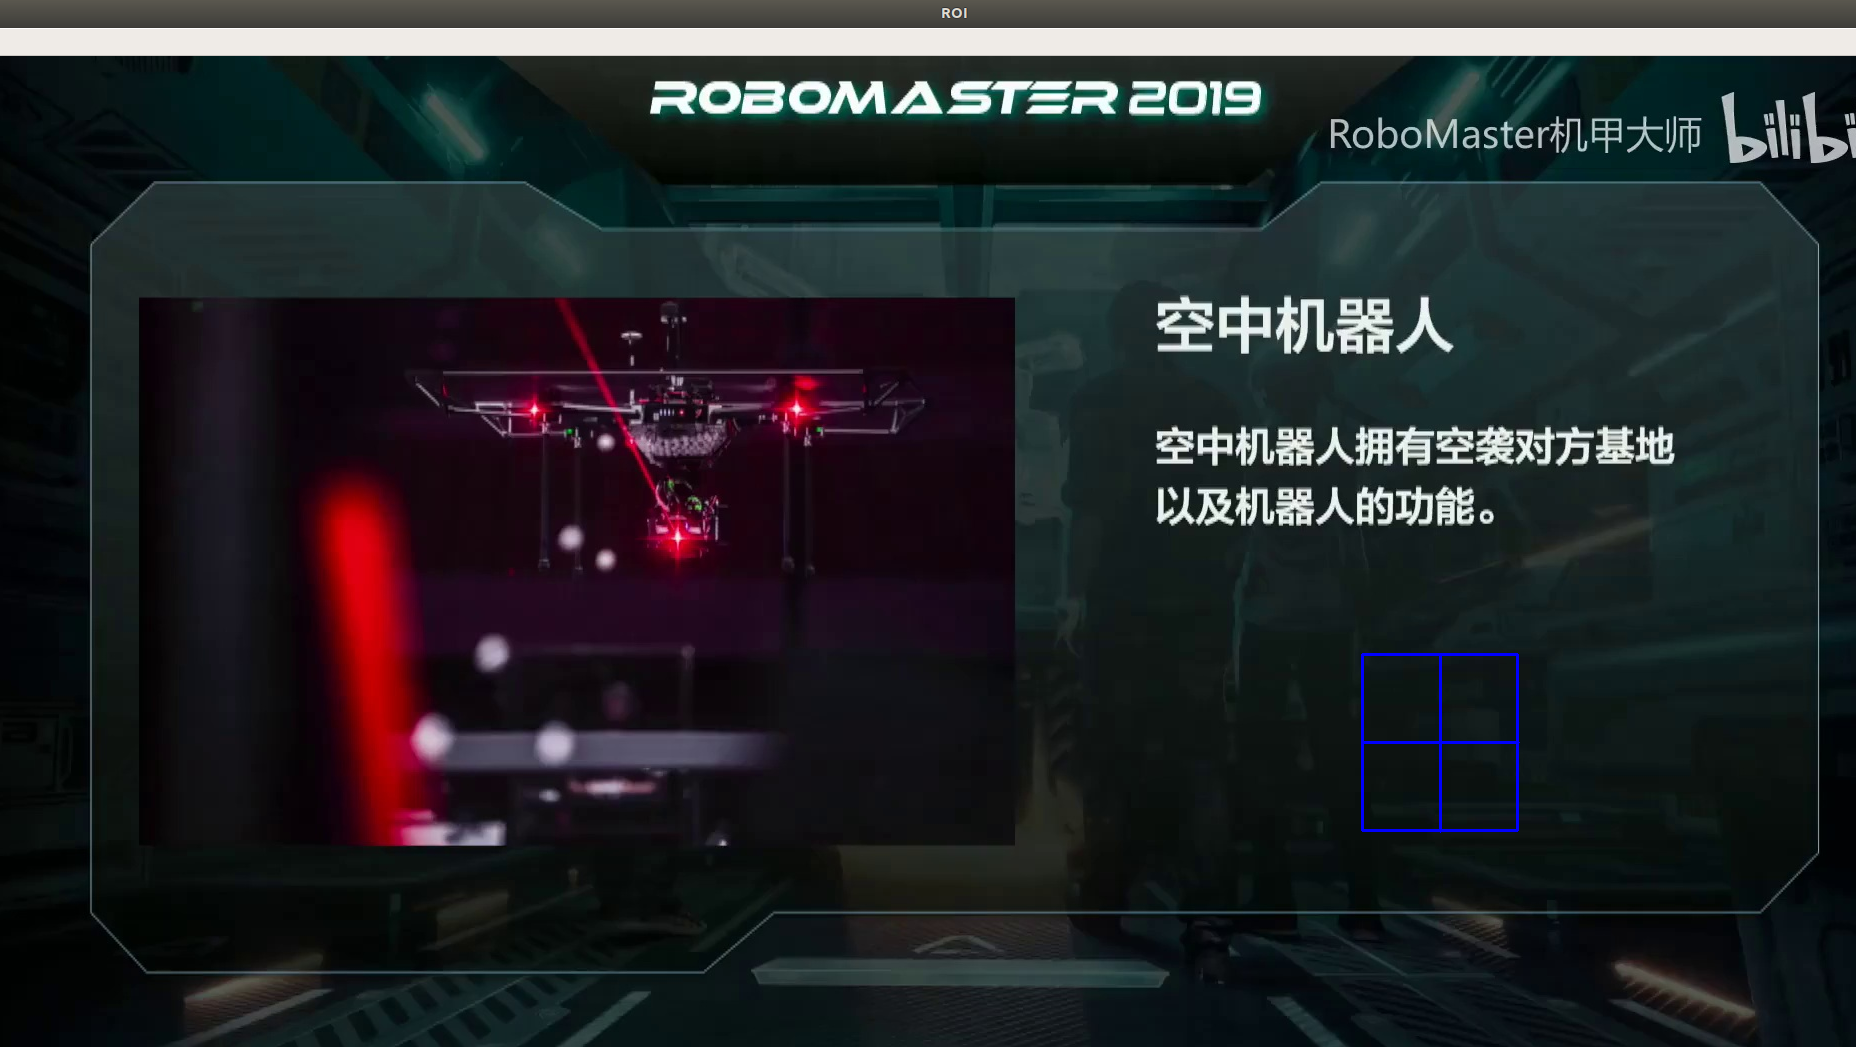 ROI
ROBOMASTER 2019
RoboMaster机甲大师 bilibi
空中机器人
空中机器人拥有空袭对方基地
以及机器人的功能。